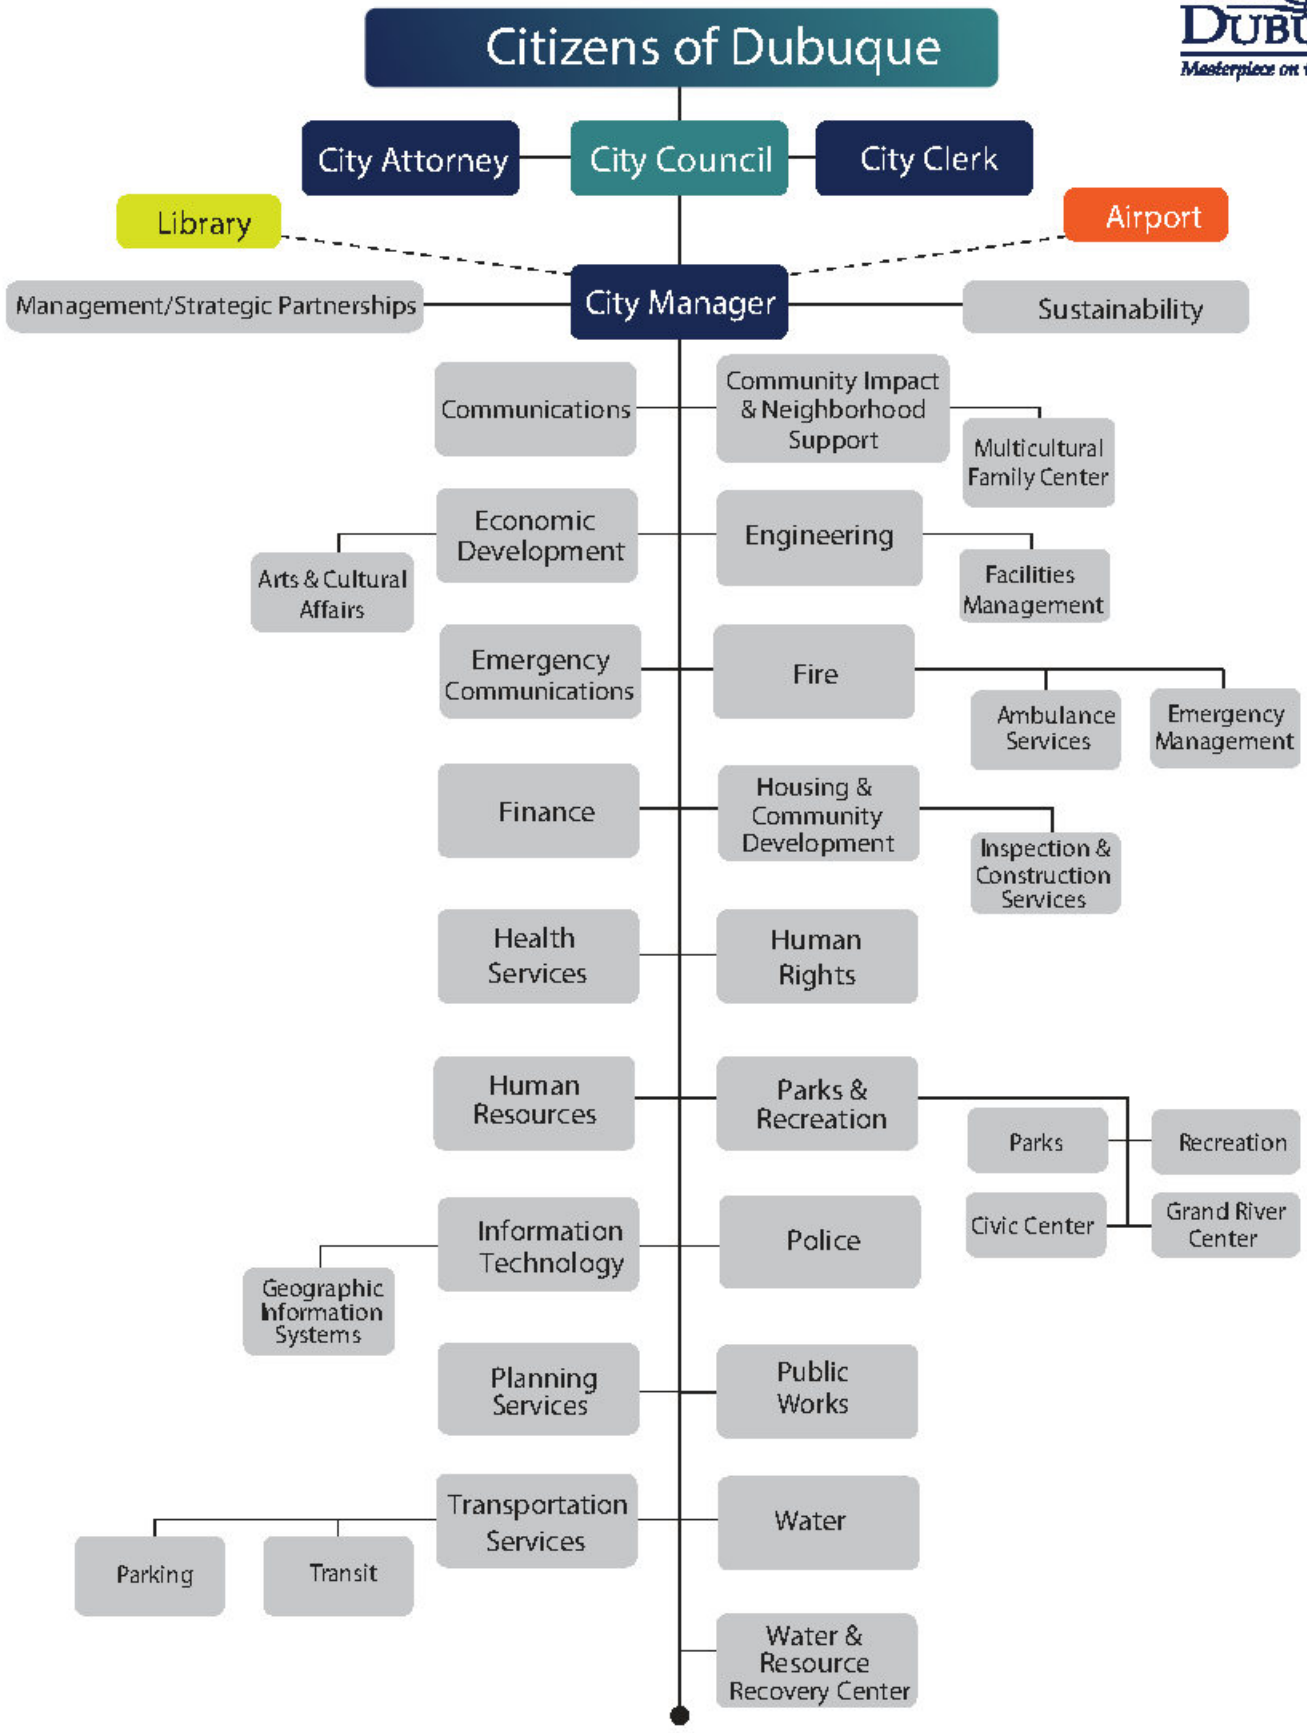 Citizens of Dubuque
Masterpiece on
City Attorney
City Council
City Clerk
Library
Airport
Management/Strategic Partnerships
City Manager
Sustainability
Communications
Community Impact
& Neighborhood
Support
Multicultural
Family Center
Economic
Development
Engineering
Arts & Cultural
Affairs
Facilities
Management
Emergency
Communications
Fire
Ambulance
Services
Emergency
Management
Finance
Housing &
Community
Development
Inspection &
Construction
Services
Health
Services
Human
Rights
Human
Resources
Parks &
Recreation
Parks
Recreation
Civic Center
Grand River
Center
Information
Technology
Police
Geographic
Information
Systems
Planning
Services
Public
Works
Transportation
Services
Water
Parking
Transit
Water &
Resource
Recovery Center